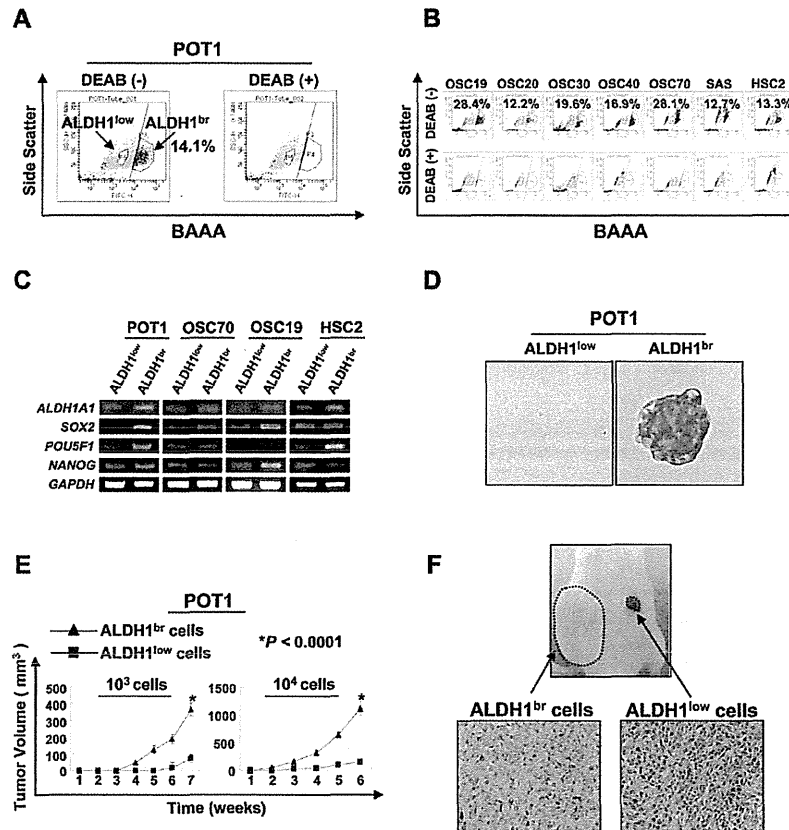 A
POT1
DEAB (-)
DEAB (+)
ALDH1low
ALDH1br
14.1%
Side Scatter
BAAA
B
OSC19 OSC20 OSC30 OSC40 OSC70 SAS HSC2
DEAB (-)
28.4% 12.2% 19.6% 16.9% 28.1% 12.7% 13.3%
DEAB (+)
Side Scatter
BAAA
C
POT1 OSC70 OSC19 HSC2
ALDH1low ALDH1br ALDH1low ALDH1br ALDH1low ALDH1br ALDH1low ALDH1br
ALDH1A1
SOX2
POU5F1
NANOG
GAPDH
D
POT1
ALDH1low ALDH1br
E
POT1
ALDH1br cells
ALDH1low cells
*P < 0.0001
Tumor Volume ( mm3 )
103 cells
104 cells
*
*
500
400
300
200
100
0
1 2 3 4 5 6 7
1500
1000
500
0
1 2 3 4 5 6
Time (weeks)
F
ALDH1br cells
ALDH1low cells